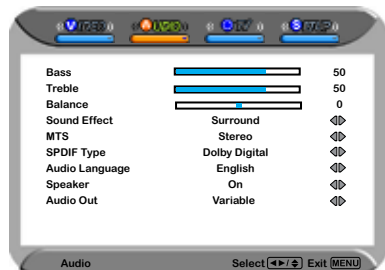 VIDEO AUDIO SETUP
Bass 50
Treble 50
Balance 0
Sound Effect Surround
MTS Stereo
SPDIF Type Dolby Digital
Audio Language English
Speaker On
Audio Out Variable
Audio Select ◀▶/⬍ Exit MENU